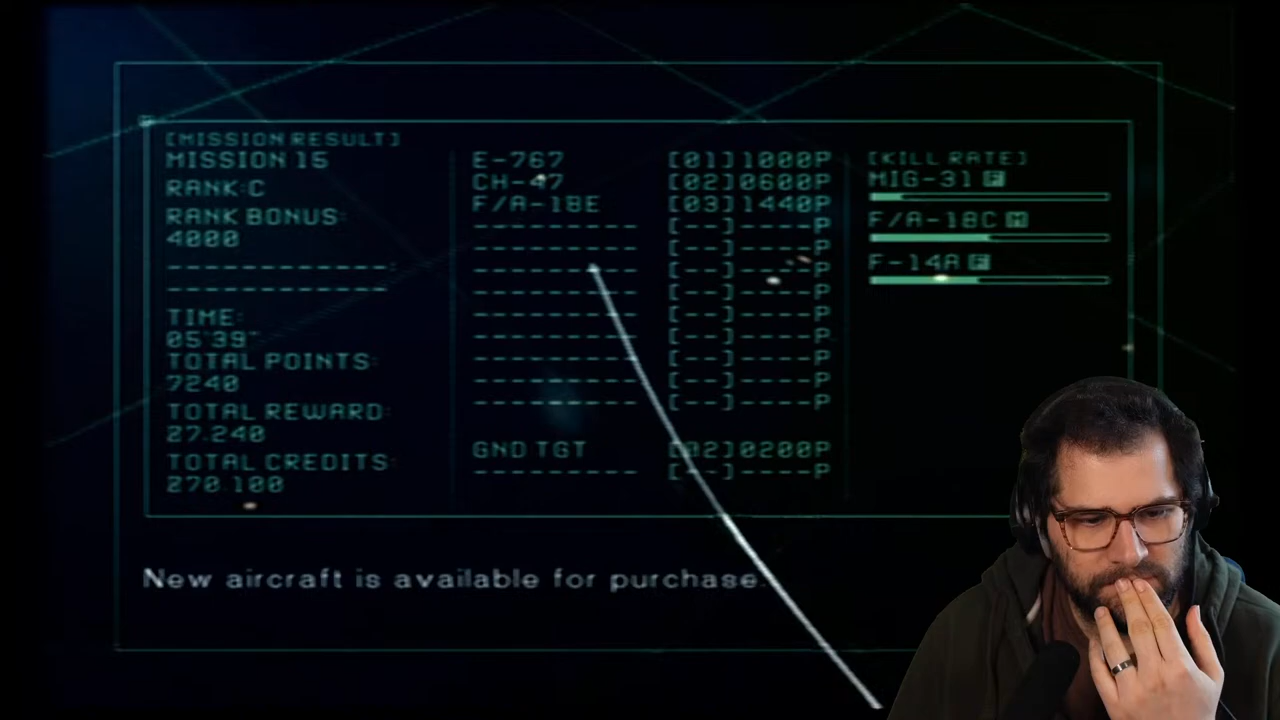 [MISSION RESULT]
MISSION 15
RANK:C
RANK BONUS:
4000
----------------:
----------------
TIME:
05'39"
TOTAL POINTS:
7240
TOTAL REWARD:
27.240
TOTAL CREDITS:
270.100
E-767 [01]1000P
CH-47 [02]0600P
F/A-18E [03]1440P
------------ [--]----P
------------ [--]----P
------------ [--]----P
------------ [--]----P
------------ [--]----P
------------ [--]----P
------------ [--]----P
------------ [--]----P
------------ [--]----P
GND TGT [02]0200P
------------ [--]----P
[KILL RATE]
MIG-31 F
F/A-18C M
F-14A F
New aircraft is available for purchase.